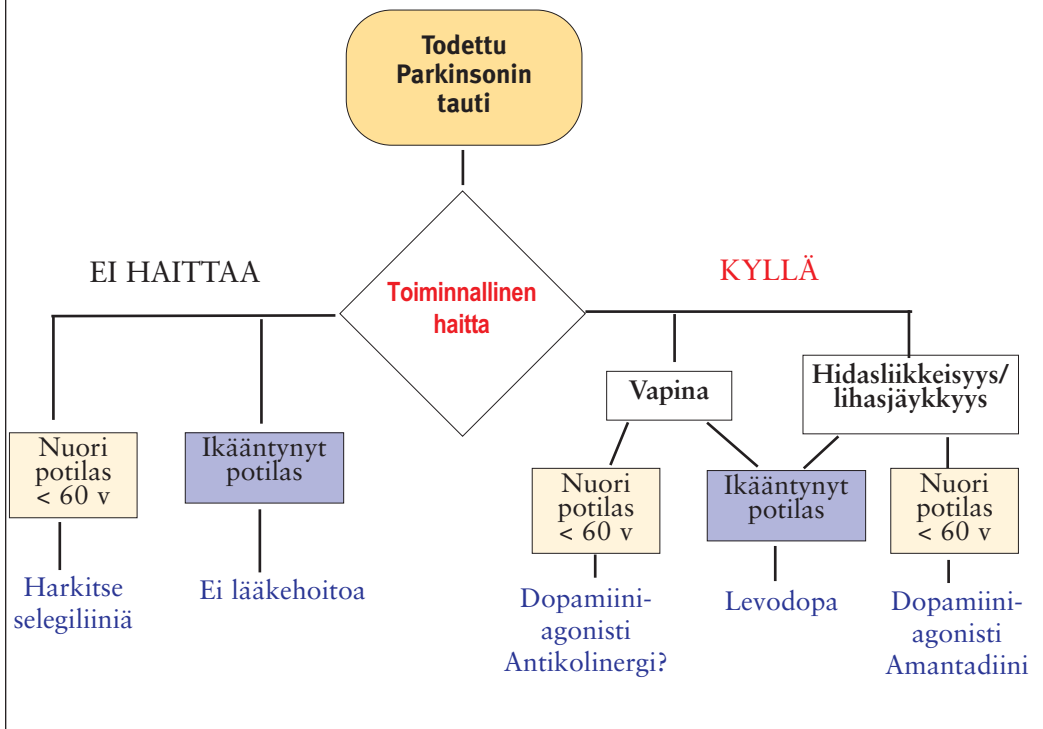 Todettu
Parkinsonin
tauti
EI HAITTAA
KYLLÄ
Toiminnallinen
haitta
Vapina
Hidasliikkeisyys/
lihasjäykkyys
Nuori
potilas
< 60 v
Ikääntynyt
potilas
Nuori
potilas
< 60 v
Ikääntynyt
potilas
Nuori
potilas
< 60 v
Harkitse
selegiliiniä
Ei lääkehoitoa
Dopamiini-
agonisti
Antikolinergi?
Levodopa
Dopamiini-
agonisti
Amantadiini